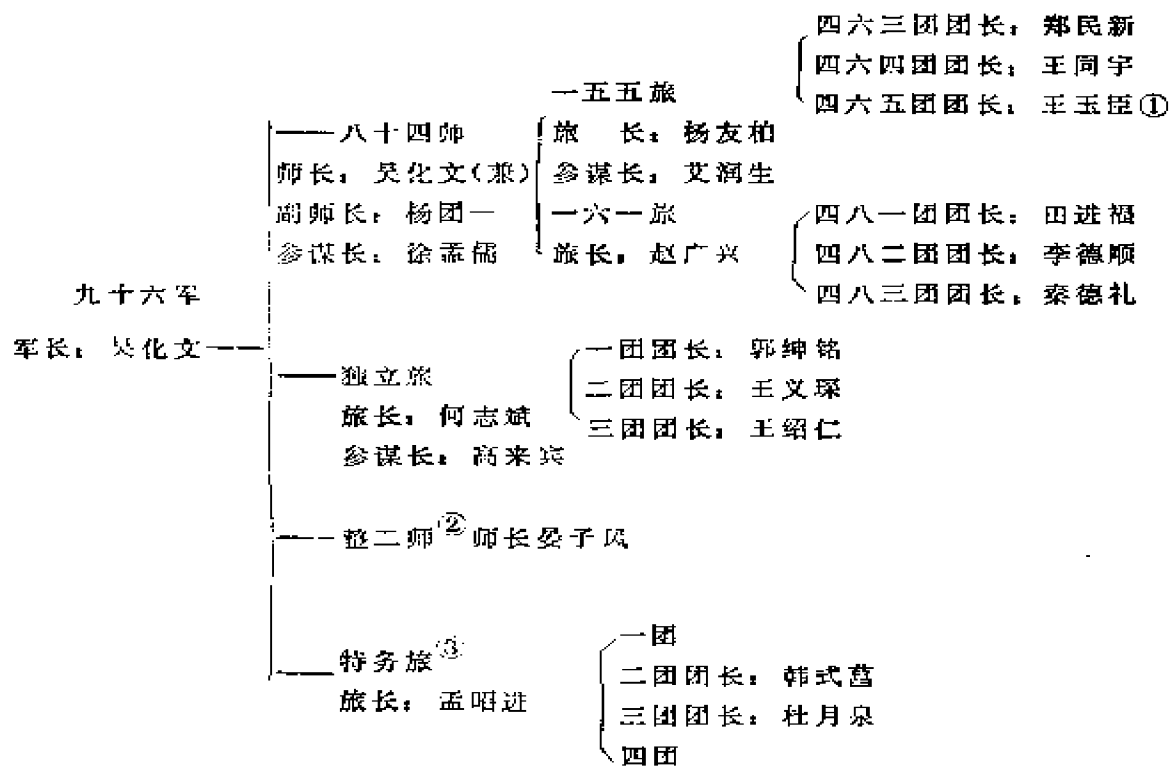 九十六军
军长：吴化文
八十四师
师长：吴化文（兼）
副师长：杨团一
参谋长：徐孟儒
一五五旅
旅　长：杨友柏
参谋长：艾润生
四六三团团长：郑民新
四六四团团长：王同宇
四六五团团长：王玉臣①
一六一旅
旅长：赵广兴
四八一团团长：田进福
四八二团团长：李德顺
四八三团团长：秦德礼
独立旅
旅长：何志斌
参谋长：高来宾
一团团长：郭绅铭
二团团长：王义琛
三团团长：王绍仁
整二师②师长晏子风
特务旅③
旅长：孟昭进
一团
二团团长：韩式菖
三团团长：杜月泉
四团